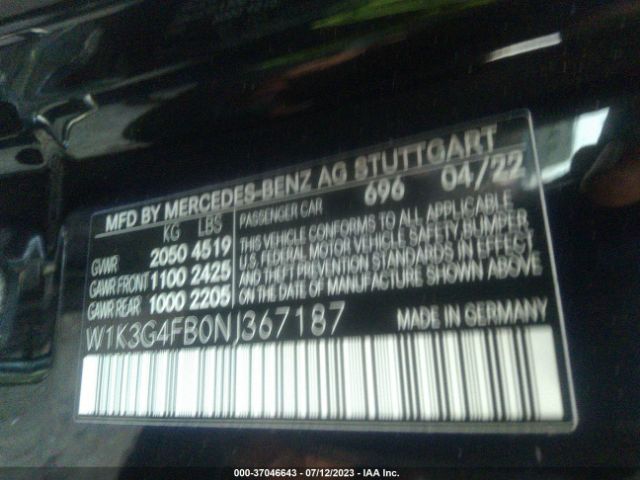 MFD BY MERCEDES-BENZ AG STUTTGART
KG LBS
GVWR 2050 4519
GAWR FRONT 1100 2425
GAWR REAR 1000 2205
PASSENGER CAR 696 04/22
THIS VEHICLE CONFORMS TO ALL APPLICABLE
U.S. FEDERAL MOTOR VEHICLE SAFETY, BUMPER,
AND THEFT PREVENTION STANDARDS IN EFFECT
ON THE DATE OF MANUFACTURE SHOWN ABOVE
W1K3G4FB0NJ367187 MADE IN GERMANY
000-37046643 - 07/12/2023 - IAA Inc.